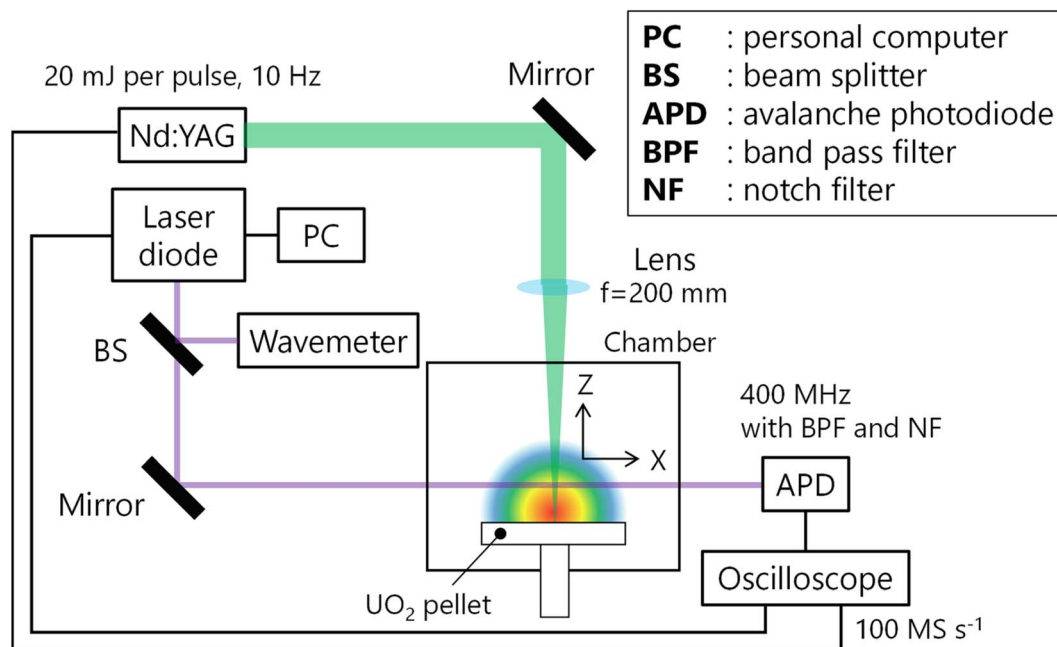 PC : personal computer
BS : beam splitter
APD : avalanche photodiode
BPF : band pass filter
NF : notch filter
20 mJ per pulse, 10 Hz
Mirror
Nd:YAG
Laser
diode
PC
Lens
f=200 mm
BS
Wavemeter
Chamber
Z
X
400 MHz
with BPF and NF
Mirror
APD
UO₂ pellet
Oscilloscope
100 MS s⁻¹